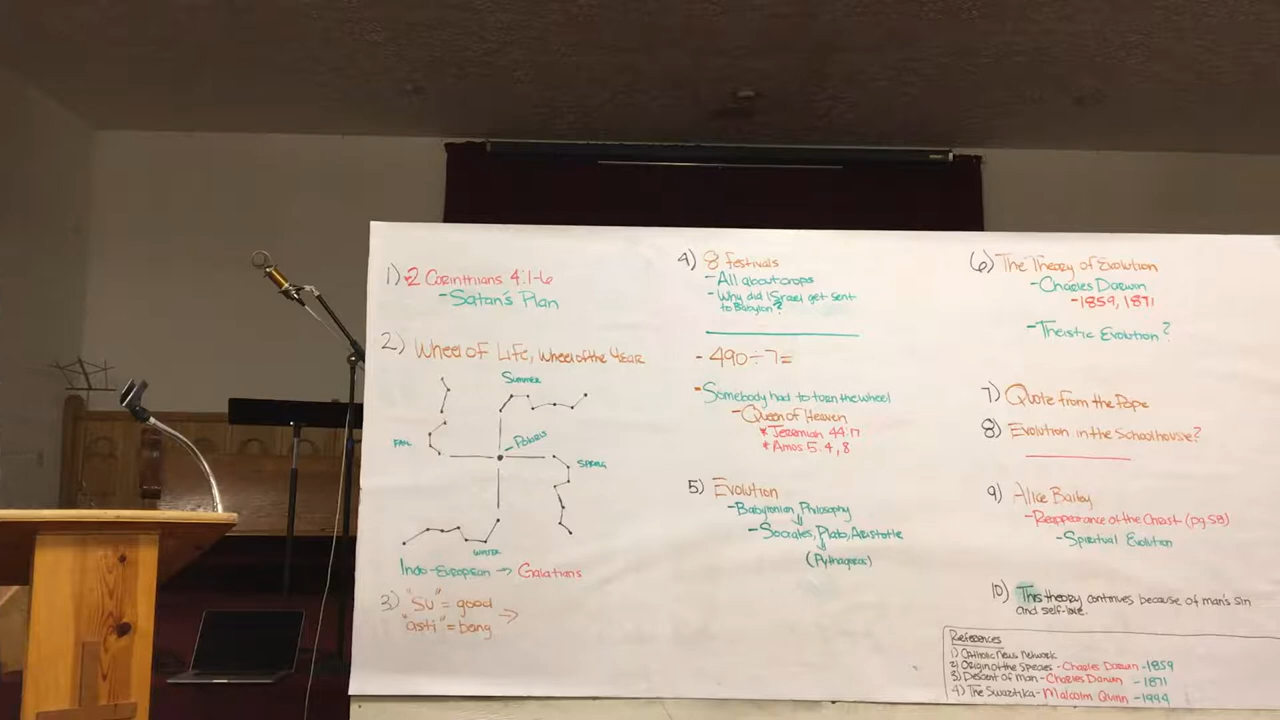 1) 2 Corinthians 4:1-6
-Satan's Plan
2) Wheel of Life, Wheel of the Year
Summer
Fall
Polaris
Spring
Winter
Indo-European → Galatians
3) "Su" = good →
"asti" = being
4) 8 festivals
-All about crops
-Why did Israel get sent
to Babylon?
- 490÷7=
-Somebody had to turn the wheel
-Queen of Heaven
*Jeremiah 44:17
*Amos 5:4,8
5) Evolution
-Babylonian Philosophy
-Socrates, Plato, Aristotle
(Pythagoras)
6) The Theory of Evolution
-Charles Darwin
-1859, 1871
-Theistic Evolution?
7) Quote from the Pope
8) Evolution in the Schoolhouse?
9) Alice Bailey
-Reappearance of the Christ (pg 58)
-Spiritual Evolution
10) This theory continues because of man's sin
and self-love.
References
1) Catholic News Network
2) Origin of the Species -Charles Darwin -1859
3) Descent of Man -Charles Darwin -1871
4) The Swastika -Malcolm Quinn -1994